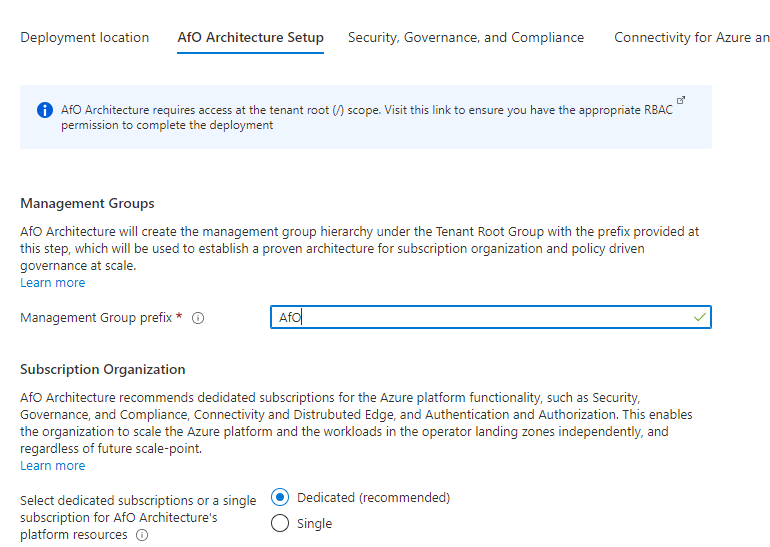 Deployment location AfO Architecture Setup Security, Governance, and Compliance Connectivity for Azure an
AfO Architecture requires access at the tenant root (/) scope. Visit this link to ensure you have the appropriate RBAC
permission to complete the deployment
Management Groups
AfO Architecture will create the management group hierarchy under the Tenant Root Group with the prefix provided at
this step, which will be used to establish a proven architecture for subscription organization and policy driven
governance at scale.
Learn more
Management Group prefix *
AfO
Subscription Organization
AfO Architecture recommends dedidated subscriptions for the Azure platform functionality, such as Security,
Governance, and Compliance, Connectivity and Distrubuted Edge, and Authentication and Authorization. This enables
the organization to scale the Azure platform and the workloads in the operator landing zones independently, and
regardless of future scale-point.
Learn more
Select dedicated subscriptions or a single
subscription for AfO Architecture's
platform resources
Dedicated (recommended)
Single